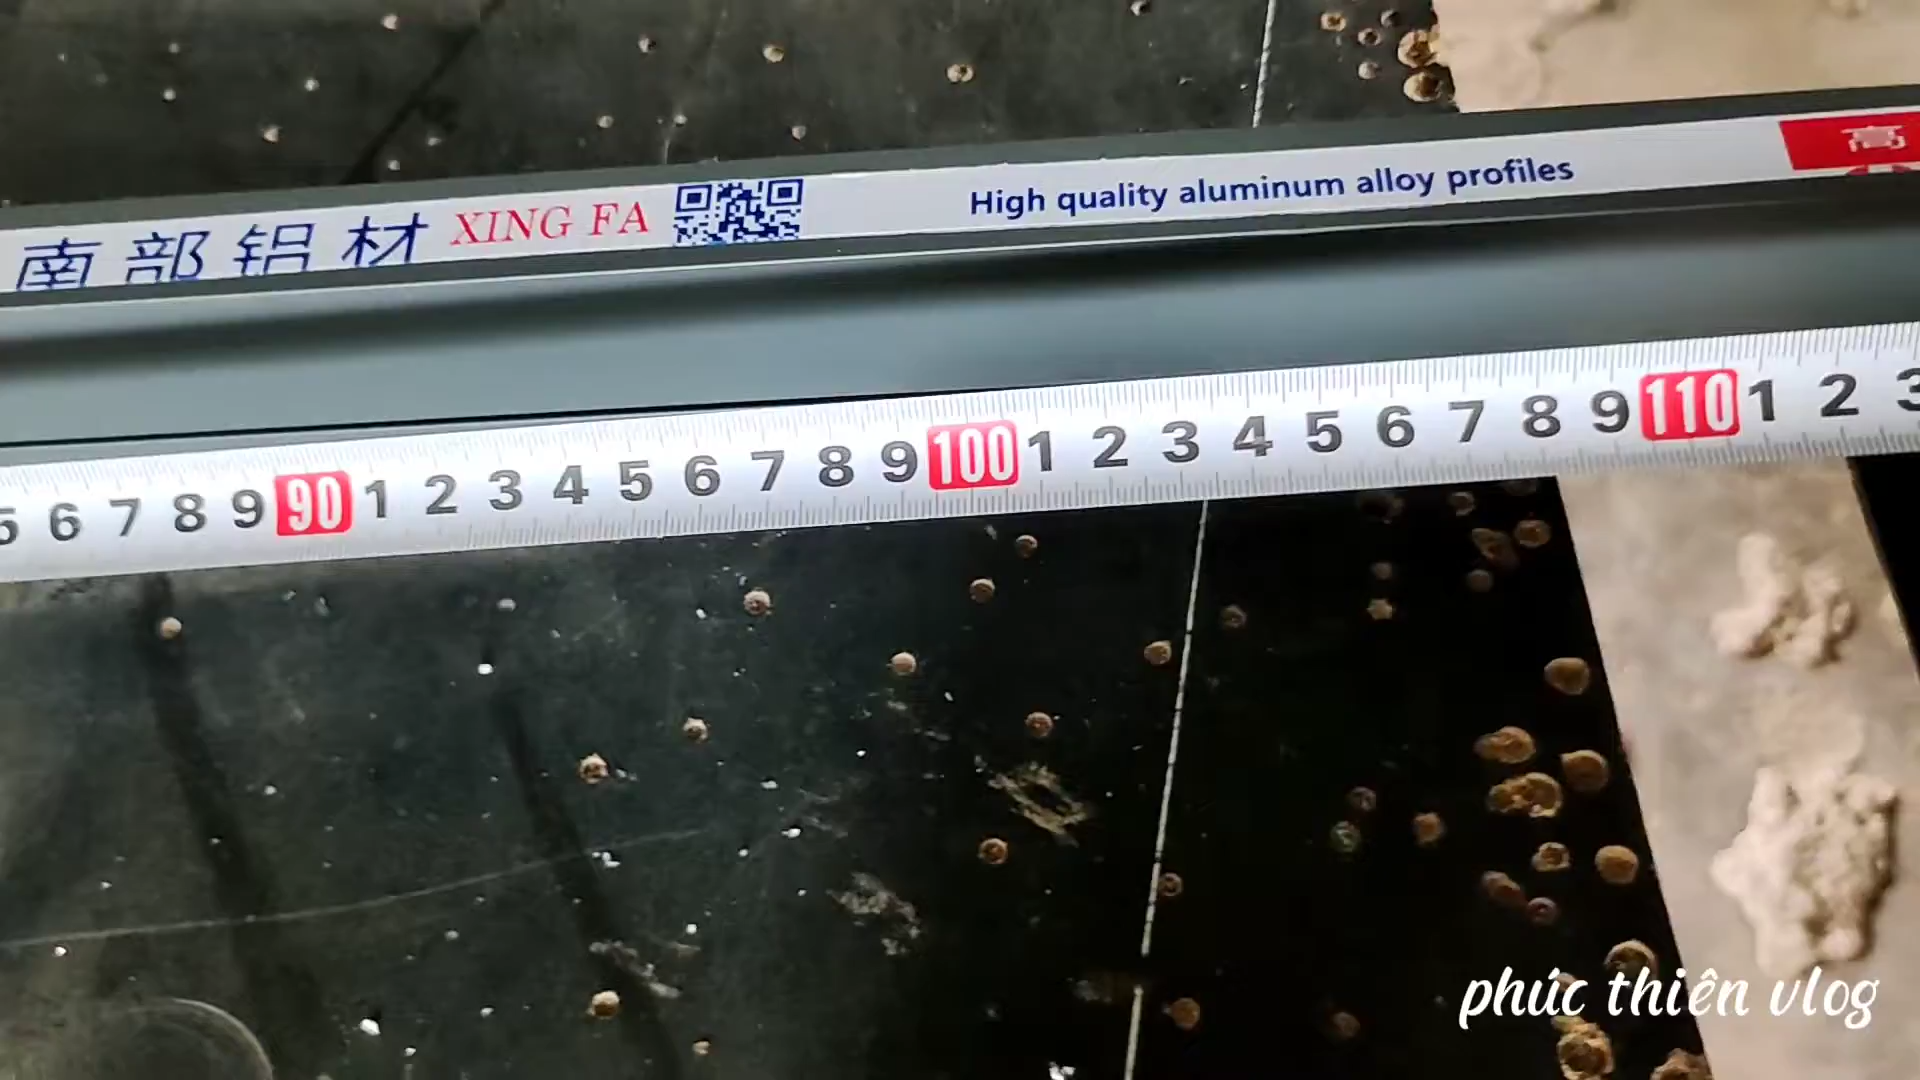 南部铝材 XING FA High quality aluminum alloy profiles 高
5 6 7 8 9 90 1 2 3 4 5 6 7 8 9 100 1 2 3 4 5 6 7 8 9 110 1 2 3
phúc thiên vlog